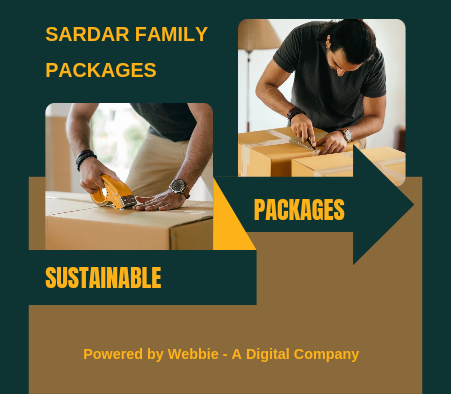 SARDAR FAMILY
PACKAGES
PACKAGES
SUSTAINABLE
Powered by Webbie - A Digital Company